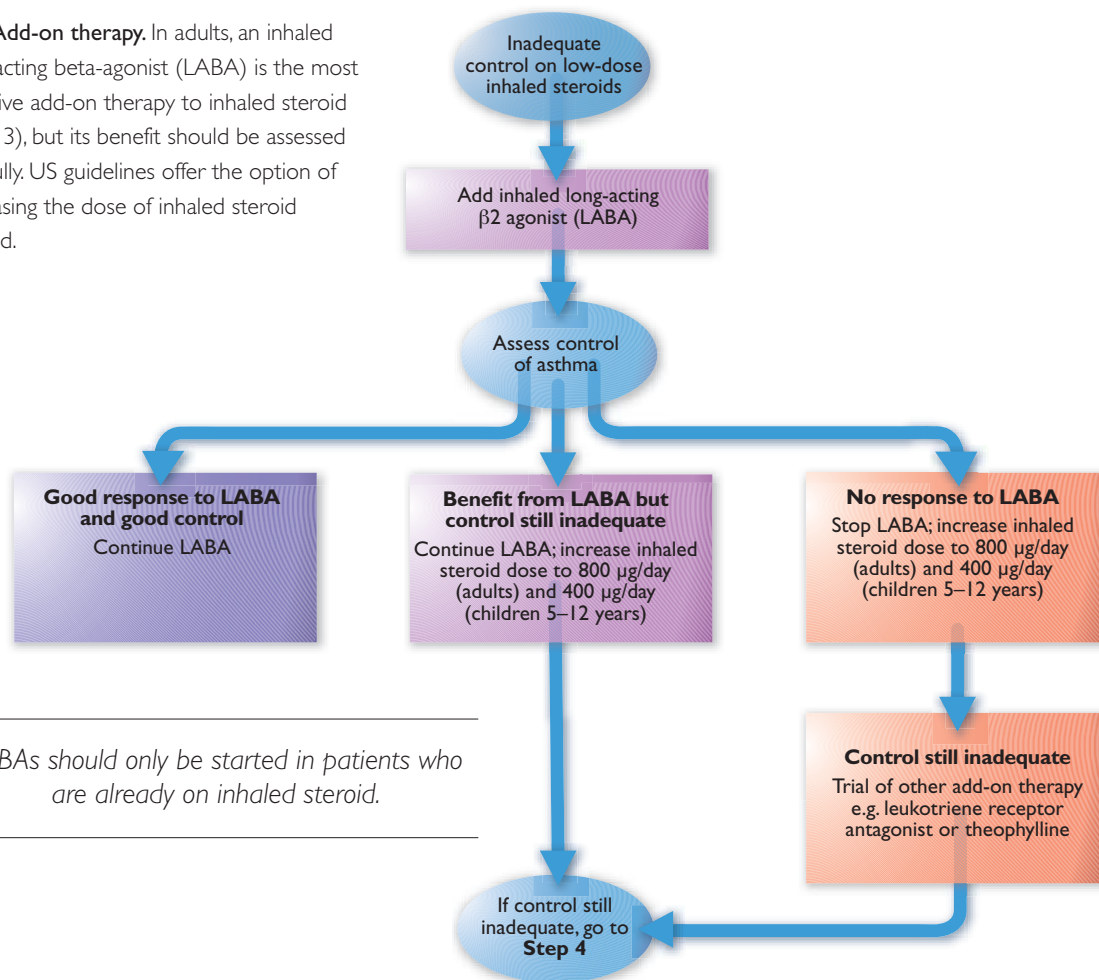 Add-on therapy. In adults, an inhaled
acting beta-agonist (LABA) is the most
ive add-on therapy to inhaled steroid
3), but its benefit should be assessed
ully. US guidelines offer the option of
asing the dose of inhaled steroid
d.
Inadequate
control on low-dose
inhaled steroids
Add inhaled long-acting
β2 agonist (LABA)
Assess control
of asthma
Good response to LABA
and good control
Continue LABA
Benefit from LABA but
control still inadequate
Continue LABA; increase inhaled
steroid dose to 800 µg/day
(adults) and 400 µg/day
(children 5–12 years)
No response to LABA
Stop LABA; increase inhaled
steroid dose to 800 µg/day
(adults) and 400 µg/day
(children 5–12 years)
BAs should only be started in patients who
are already on inhaled steroid.
Control still inadequate
Trial of other add-on therapy
e.g. leukotriene receptor
antagonist or theophylline
If control still
inadequate, go to
Step 4